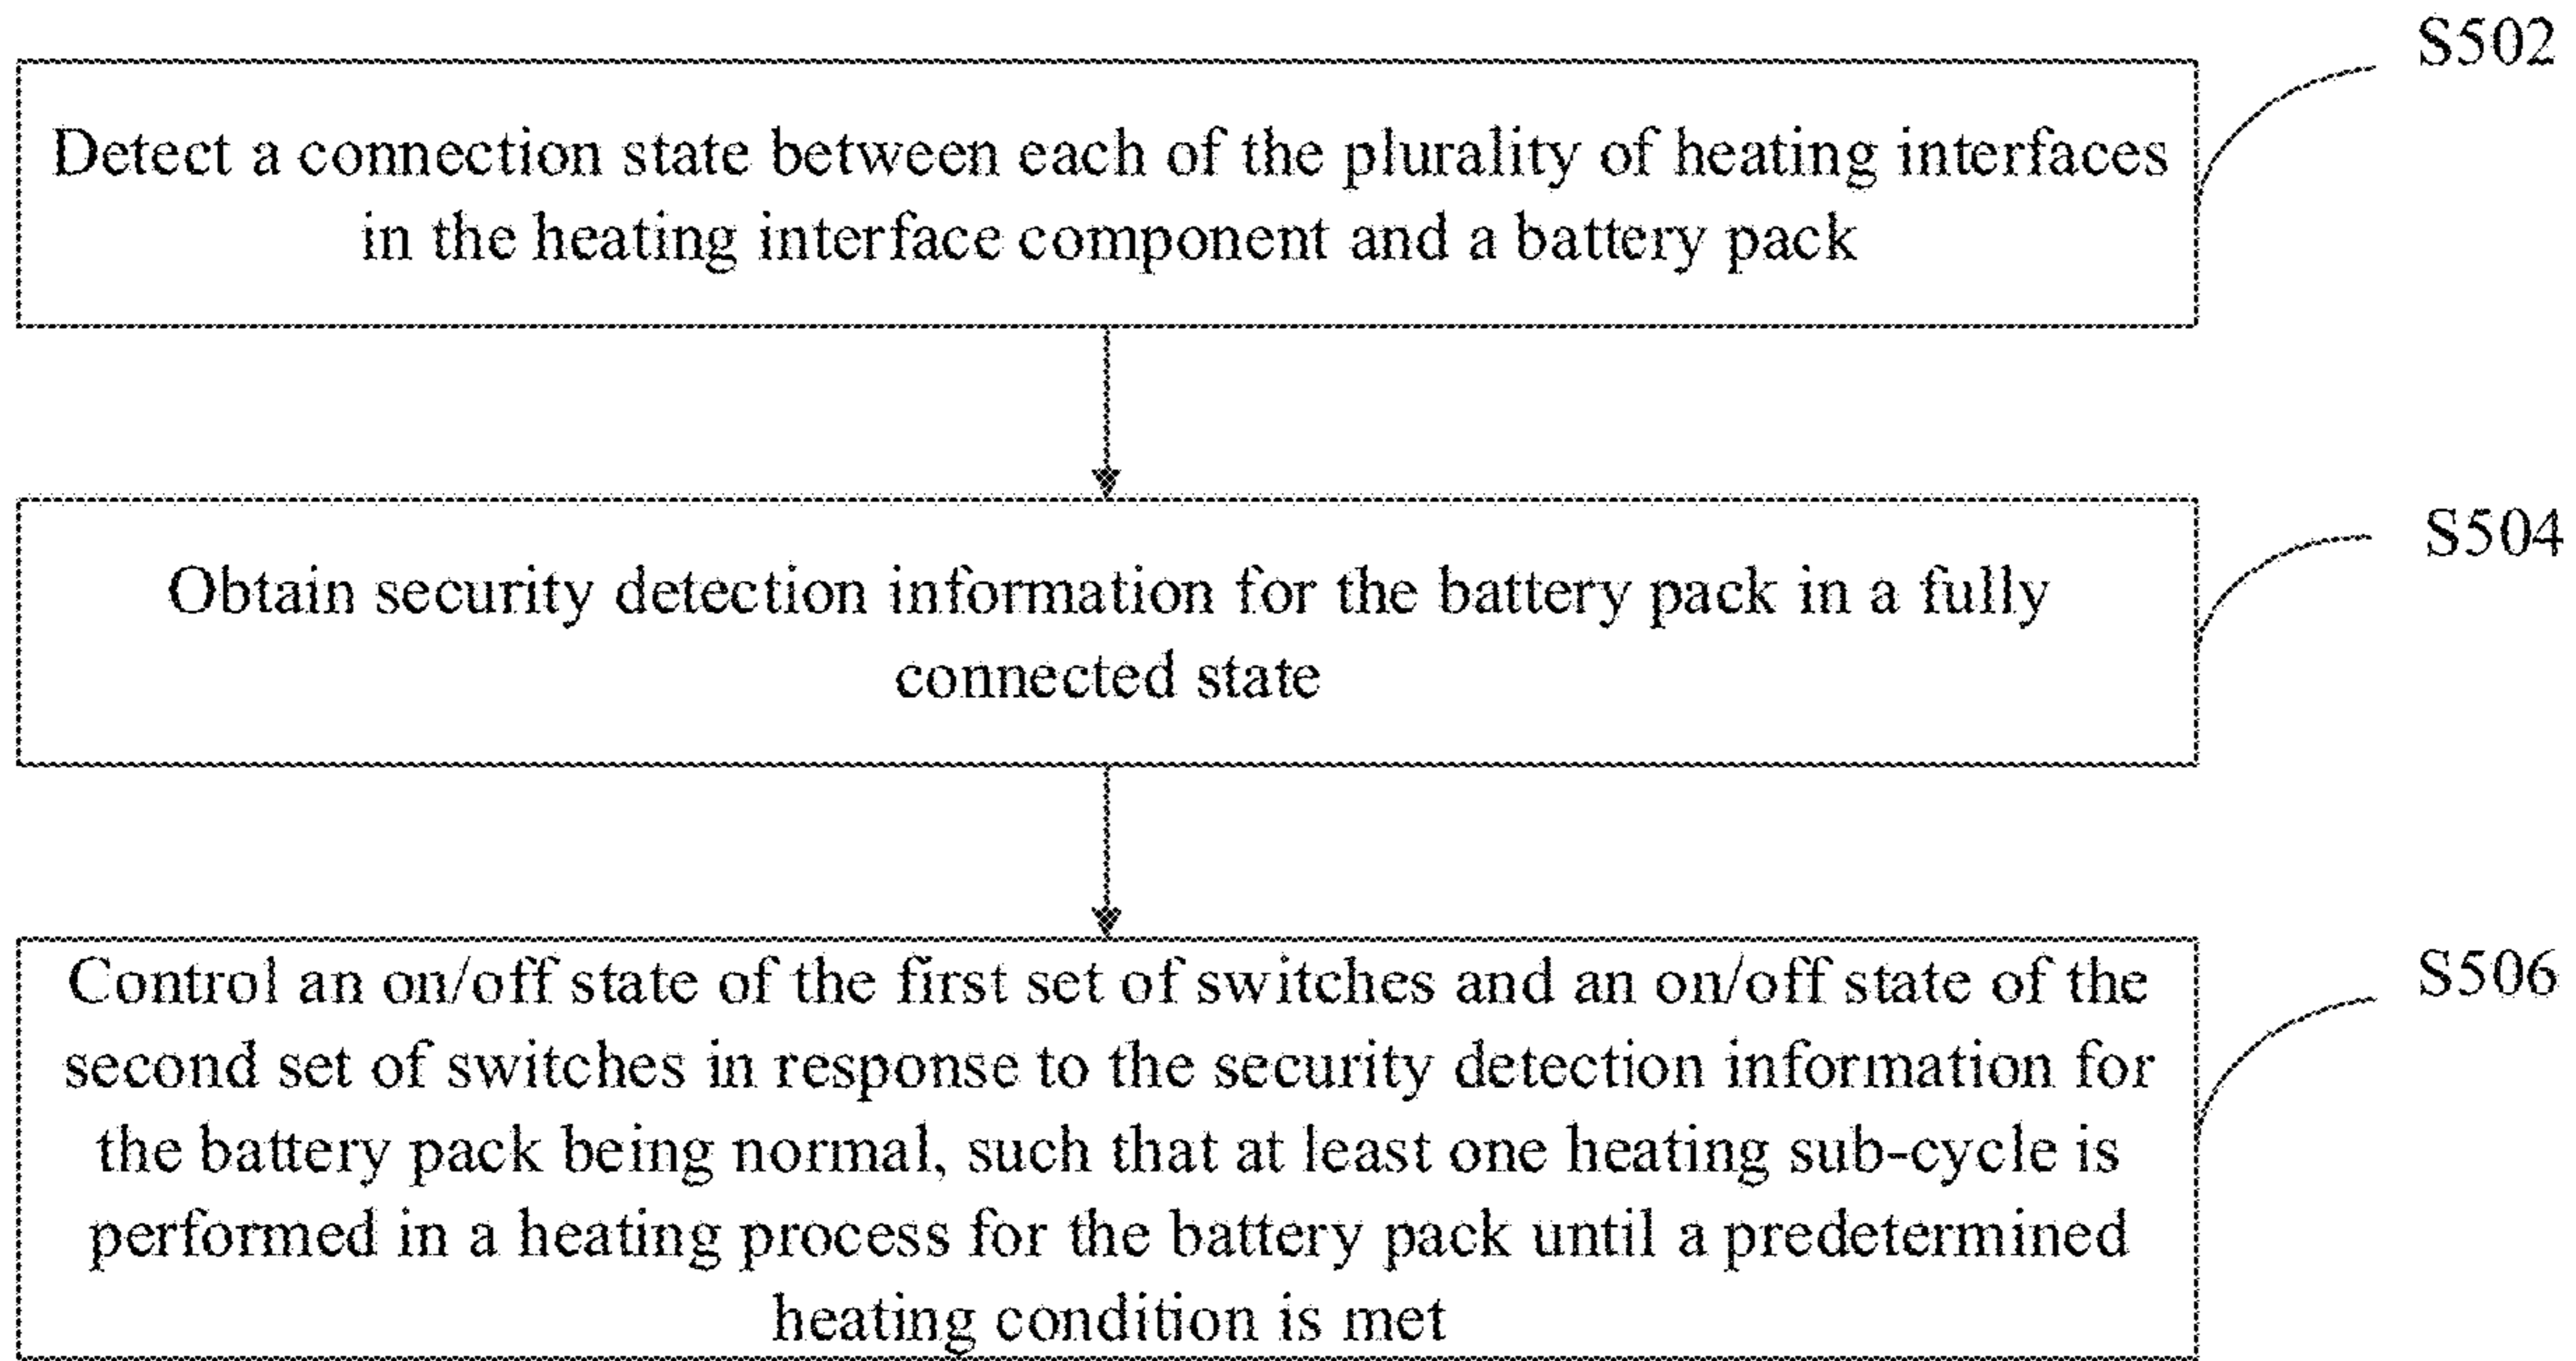 S502
Detect a connection state between each of the plurality of heating interfaces
in the heating interface component and a battery pack
S504
Obtain security detection information for the battery pack in a fully
connected state
S506
Control an on/off state of the first set of switches and an on/off state of the
second set of switches in response to the security detection information for
the battery pack being normal, such that at least one heating sub-cycle is
performed in a heating process for the battery pack until a predetermined
heating condition is met